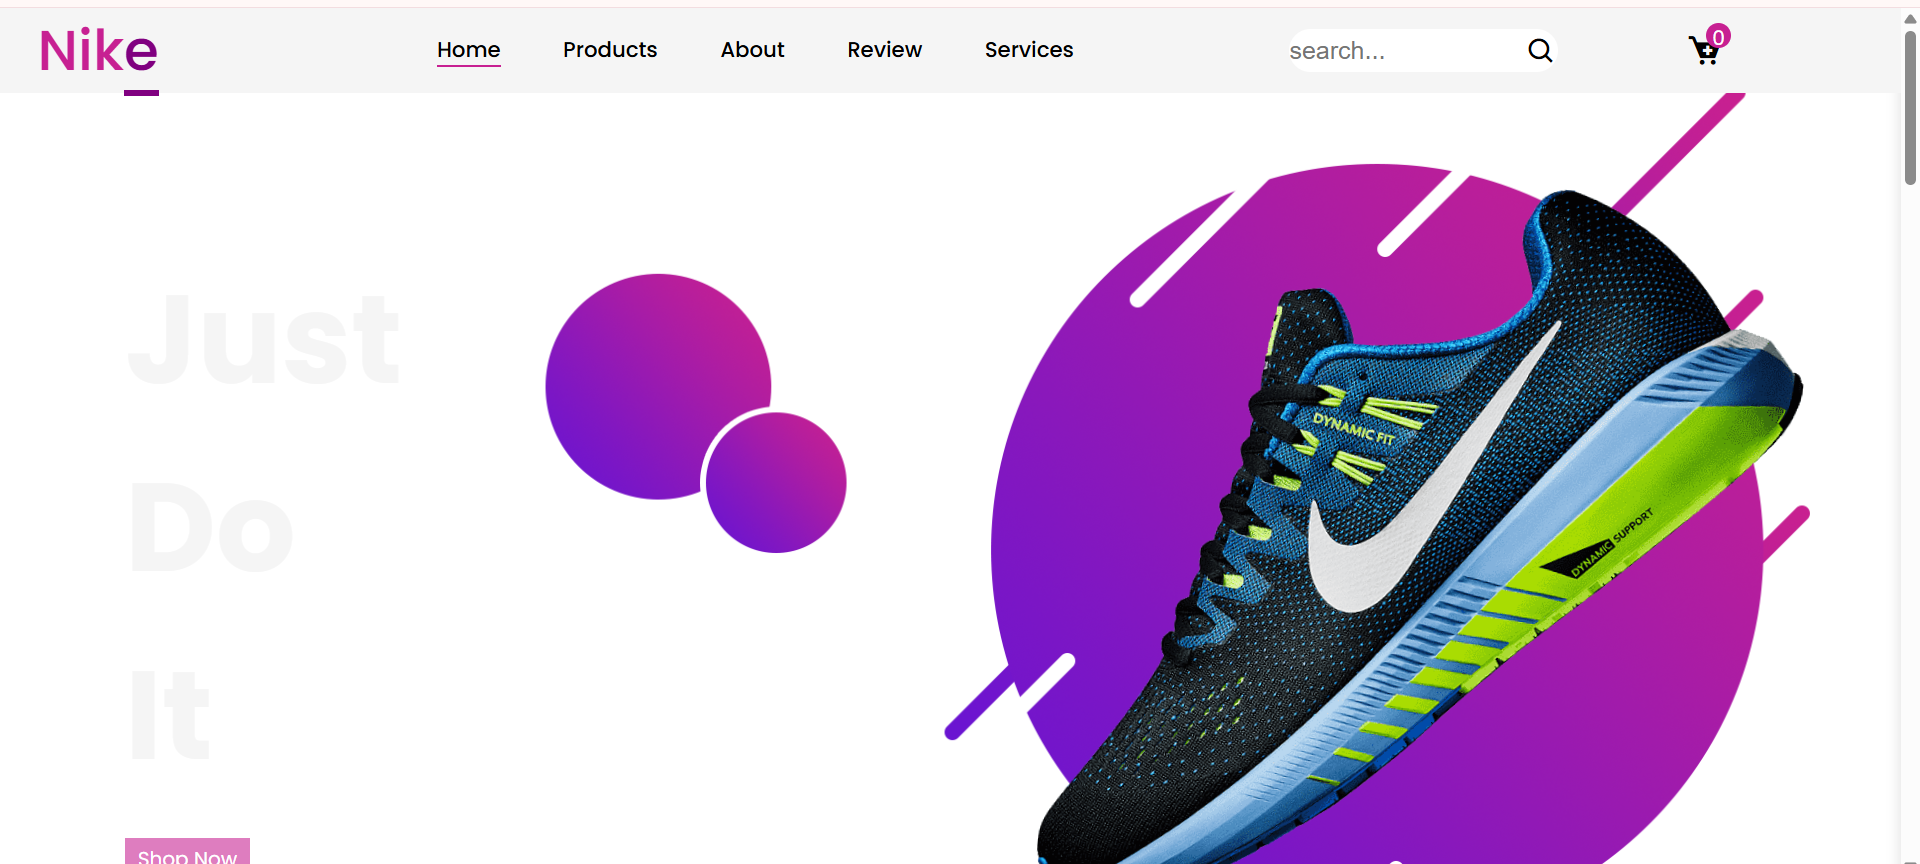 Nike
Home
Products
About
Review
Services
search...
0
Just
Do
It
DYNAMIC FIT
DYNAMIC SUPPORT
Shop Now